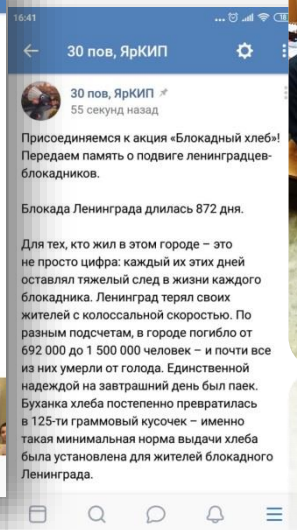 16:41
30 пов, ЯрКИП
30 пов, ЯрКИП
55 секунд назад
Присоединяемся к акция «Блокадный хлеб»!
Передаем память о подвиге ленинградцев-
блокадников.
Блокада Ленинграда длилась 872 дня.
Для тех, кто жил в этом городе – это
не просто цифра: каждый их этих дней
оставлял тяжелый след в жизни каждого
блокадника. Ленинград терял своих
жителей с колоссальной скоростью. По
разным подсчетам, в городе погибло от
692 000 до 1 500 000 человек – и почти все
из них умерли от голода. Единственной
надеждой на завтрашний день был паек.
Буханка хлеба постепенно превратилась
в 125-ти граммовый кусочек – именно
такая минимальная норма выдачи хлеба
была установлена для жителей блокадного
Ленинграда.